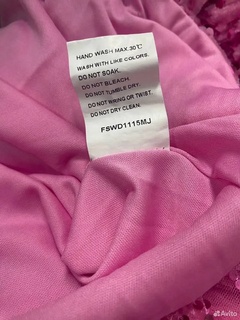 HAND WASH MAX.30℃
WASH WITH LIKE COLORS.
DO NOT SOAK.
DO NOT BLEACH.
DO NOT TUMBLE DRY.
DO NOT WRING OR TWIST
DO NOT DRY CLEAN.
FSWD1115MJ
Avito